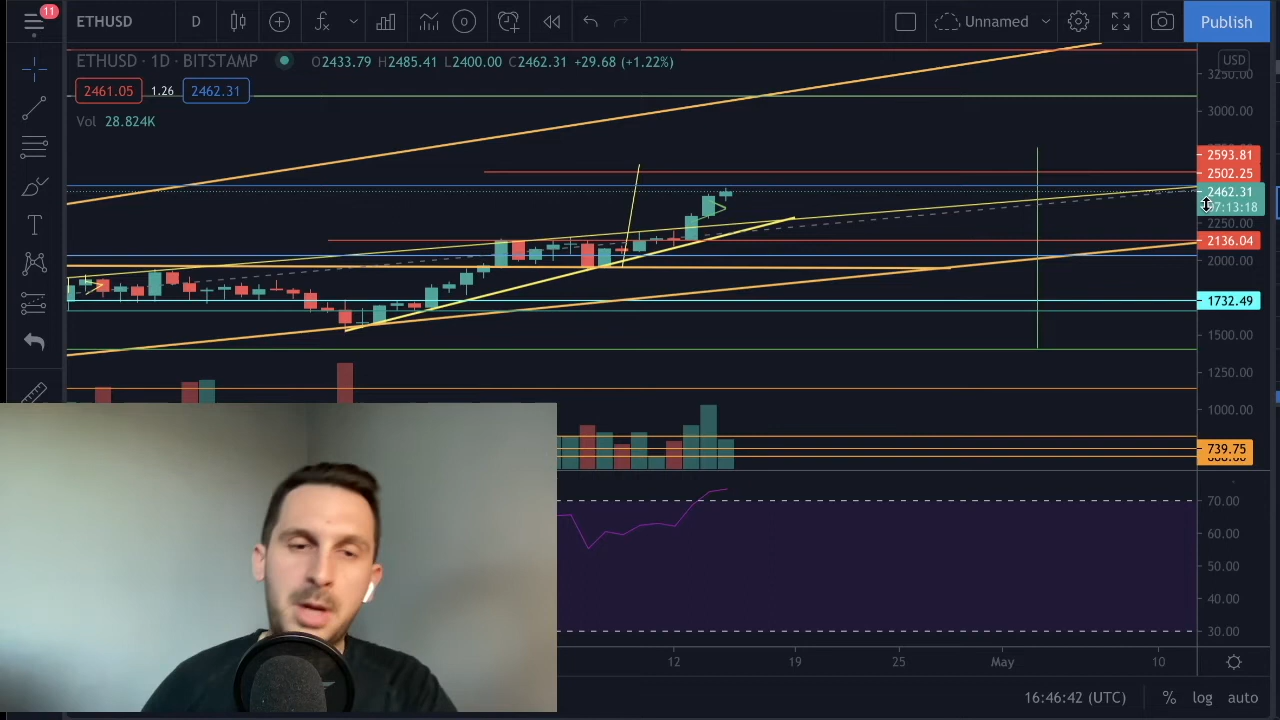 11
ETHUSD D Unnamed Publish
ETHUSD · 1D · BITSTAMP O2433.79 H2485.41 L2400.00 C2462.31 +29.68 (+1.22%)
2461.05 1.26 2462.31
Vol 28.824K
USD
3250.00
3000.00
2593.81
2502.25
2462.31
07:13:18
2250.00
2136.04
2000.00
1732.49
1500.00
1250.00
1000.00
739.75
70.00
60.00
50.00
40.00
30.00
12 19 25 May 10
16:46:42 (UTC) % log auto